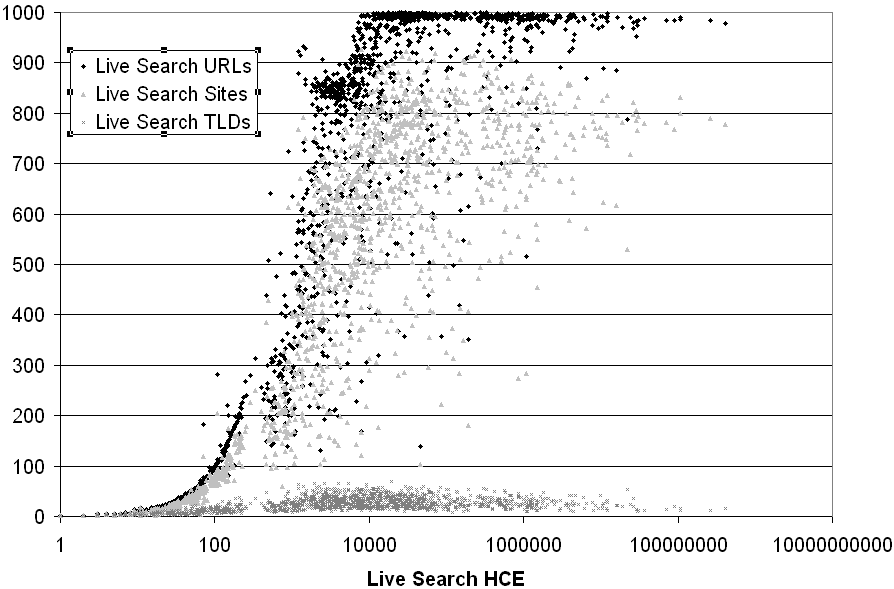 1000
900
800
700
600
500
400
300
200
100
0
Live Search URLs
Live Search Sites
Live Search TLDs
1 100 10000 1000000 100000000 10000000000
Live Search HCE